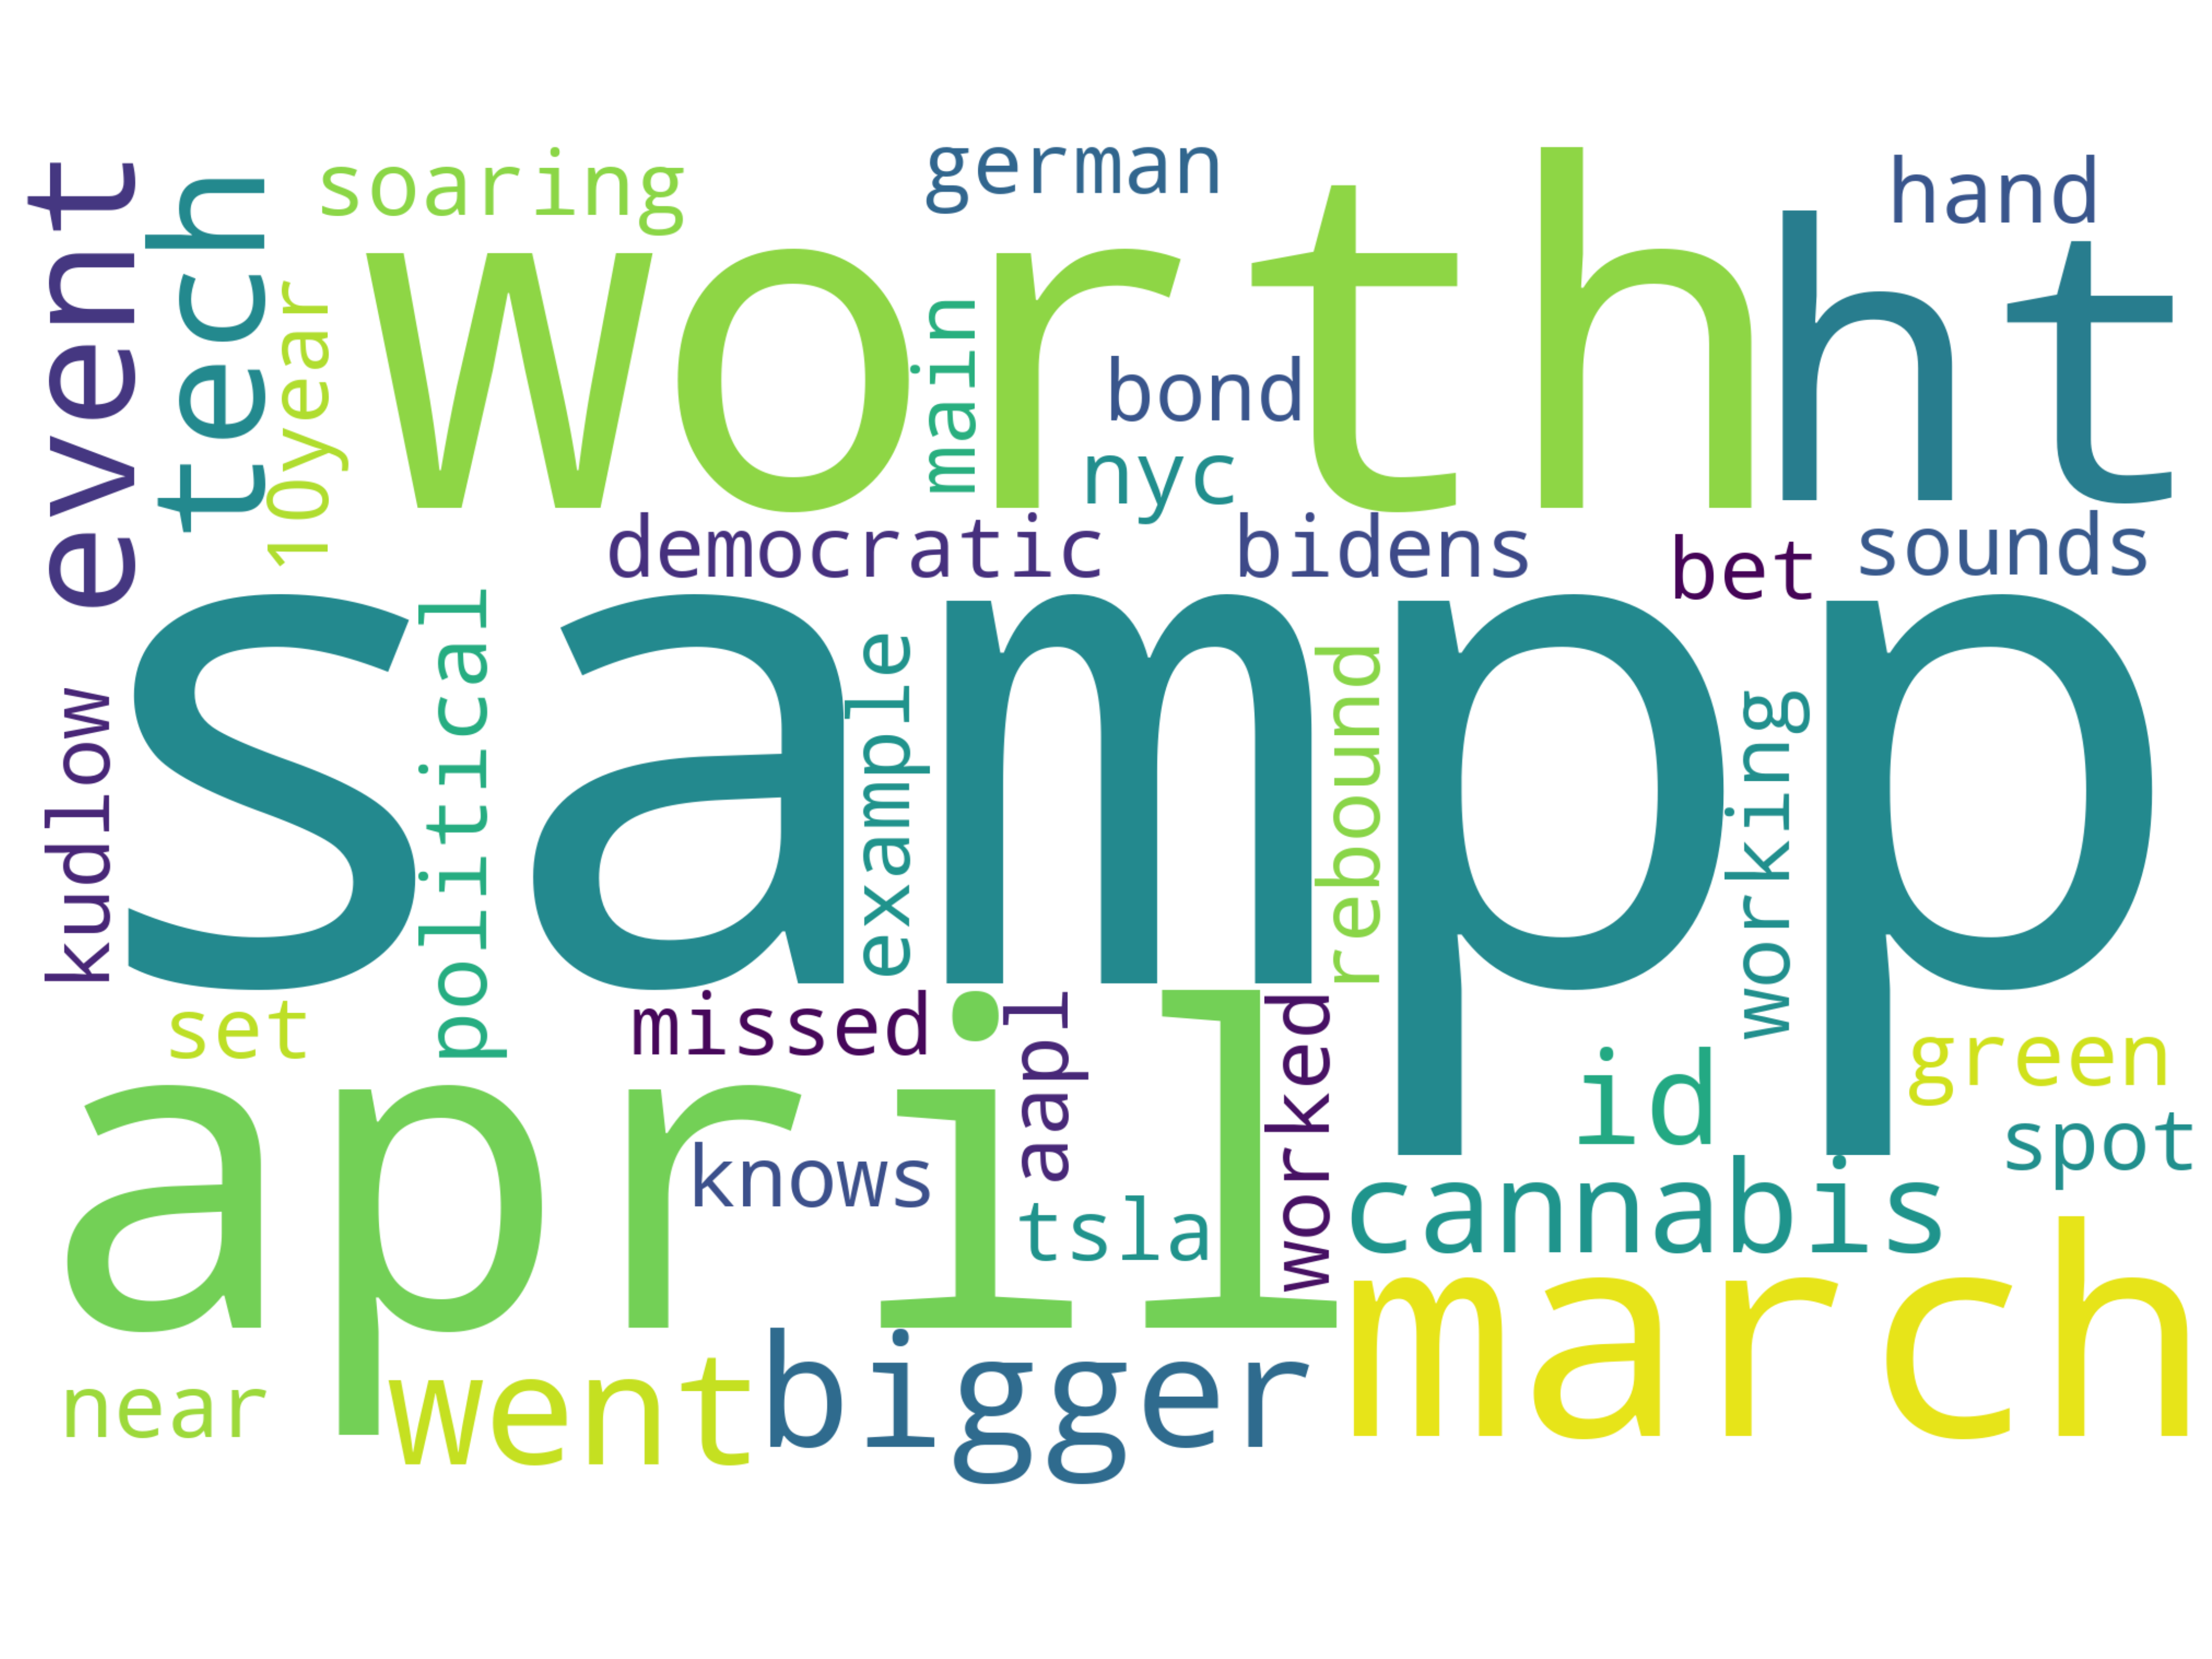 soaring
german
hand
event
tech
10year
worth
main
bond
nyc
ht
democratic
bidens
bet
sounds
kudlow
political
sampp
example
rebound
working
set
missed
aapl
worked
id
green
april
knows
tsla
cannabis
spot
near
went
bigger
march